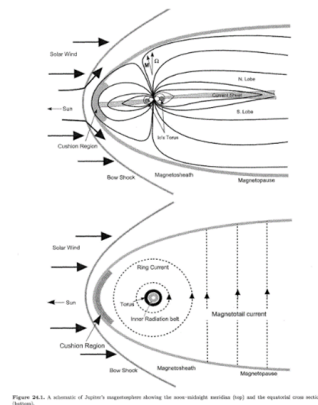 Solar Wind
M
Ω
N. Lobe
Current Sheet
S. Lobe
Sun
Io's Torus
Cushion Region
Bow Shock
Magnetosheath
Magnetopause
Solar Wind
Ring Current
Sun
Torus
Magnetotail current
Inner Radiation belt
Cushion Region
Bow Shock
Magnetosheath
Magnetopause
Figure 24.1. A schematic of Jupiter's magnetosphere showing the noon-midnight meridian (top) and the equatorial cross section
(bottom).